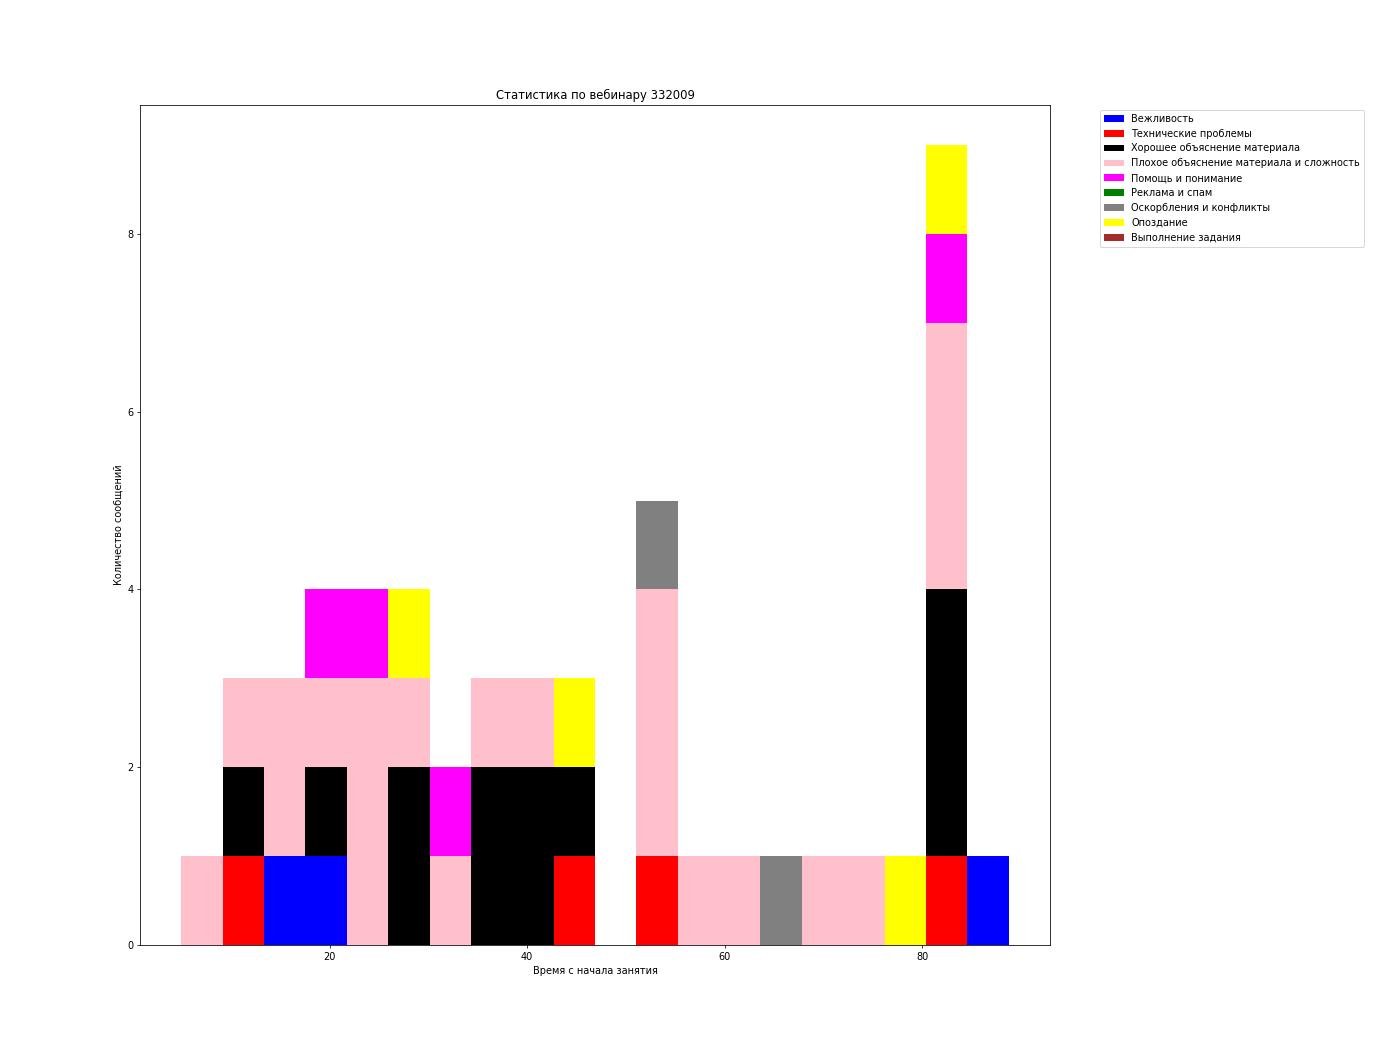 Статистика по вебинару 332009
Вежливость
Технические проблемы
Хорошее объяснение материала
Плохое объяснение материала и сложность
Помощь и понимание
Реклама и спам
Оскорбления и конфликты
Опоздание
Выполнение задания
Количество сообщений
8
6
4
2
0
20 40 60 80
Время с начала занятия